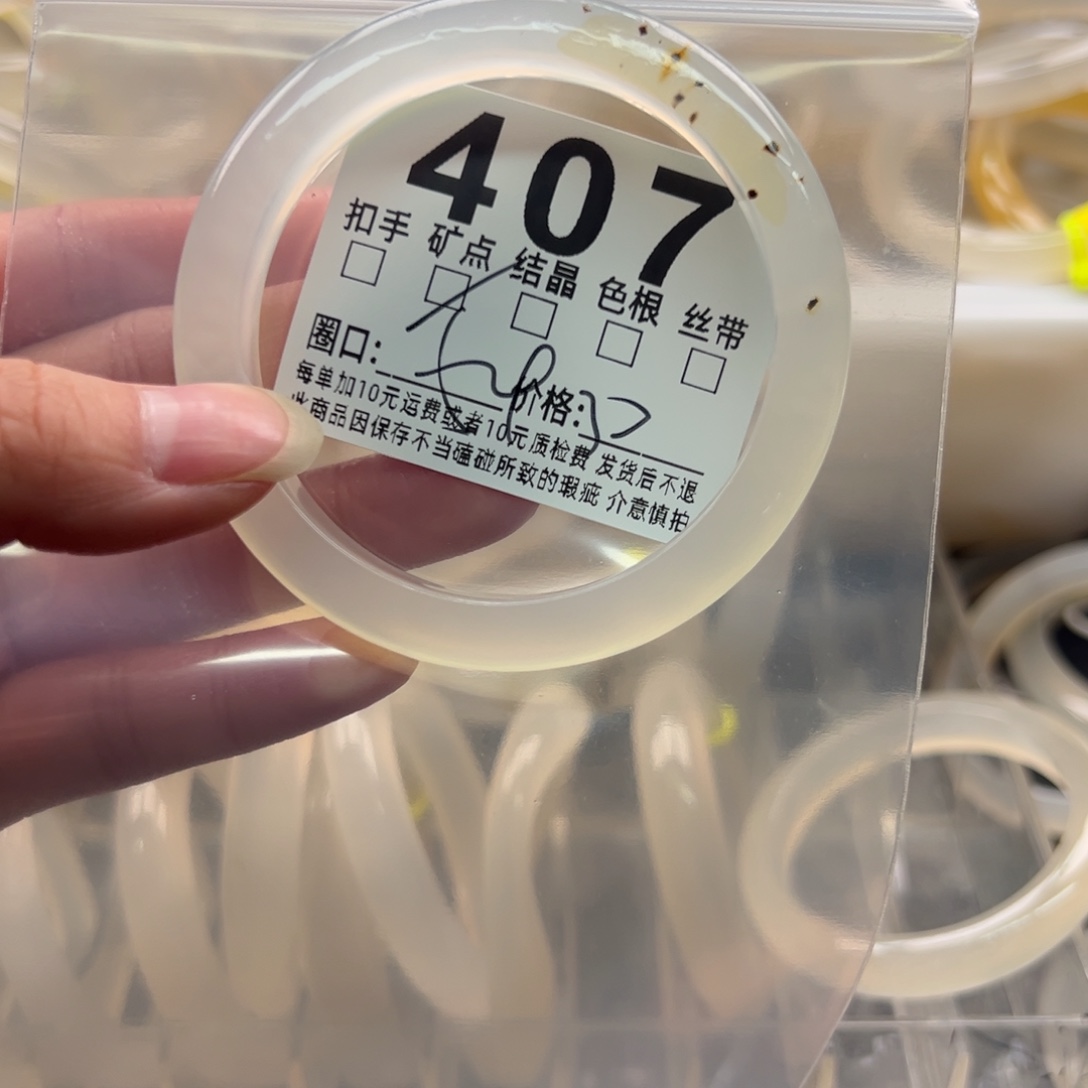 407
扣手 矿点 结晶 色根 丝带
圈口: 价格:
每单加10元运费或者10元质检费 发货后不退
此商品因保存不当磕碰所致的瑕疵 介意慎拍